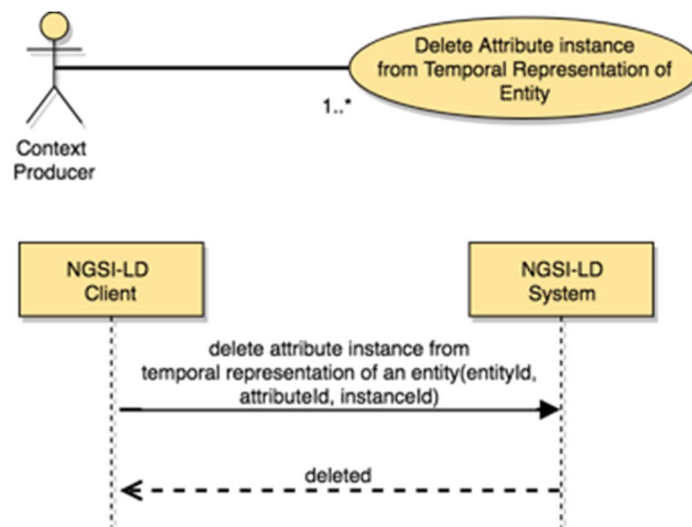 Delete Attribute instance
from Temporal Representation of
Entity
1..*
Context
Producer
NGSI-LD
Client
NGSI-LD
System
delete attribute instance from
temporal representation of an entity(entityId,
attributeId, instanceId)
deleted